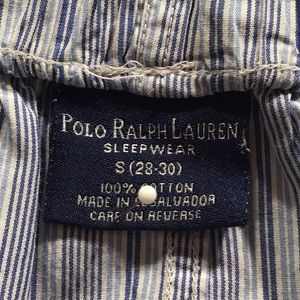 POLO RALPH LAUREN
SLEEPWEAR
S (28-30)
100% COTTON
MADE IN EL SALVADOR
CARE ON REVERSE